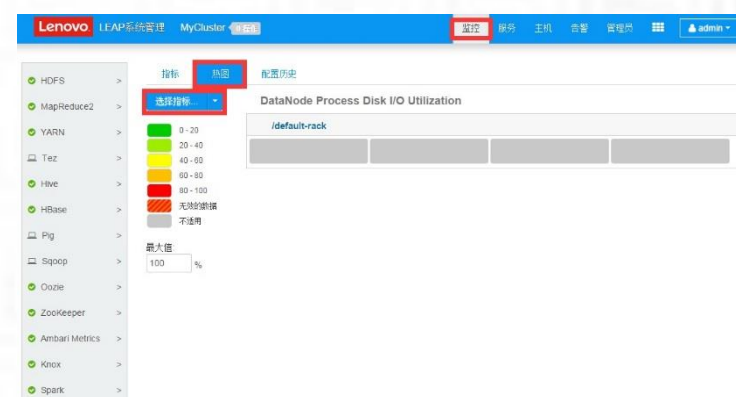 Lenovo LEAP系统管理 MyCluster
监控 服务 主机 告警 管理员 admin
HDFS
MapReduce2
YARN
Tez
Hive
HBase
Pig
Sqoop
Oozie
ZooKeeper
Ambari Metrics
Knox
Spark
指标 热图 配置历史
选择指标...
0 - 20
20 - 40
40 - 60
60 - 80
80 - 100
无效的数据
不适用
最大值
100 %
DataNode Process Disk I/O Utilization
/default-rack